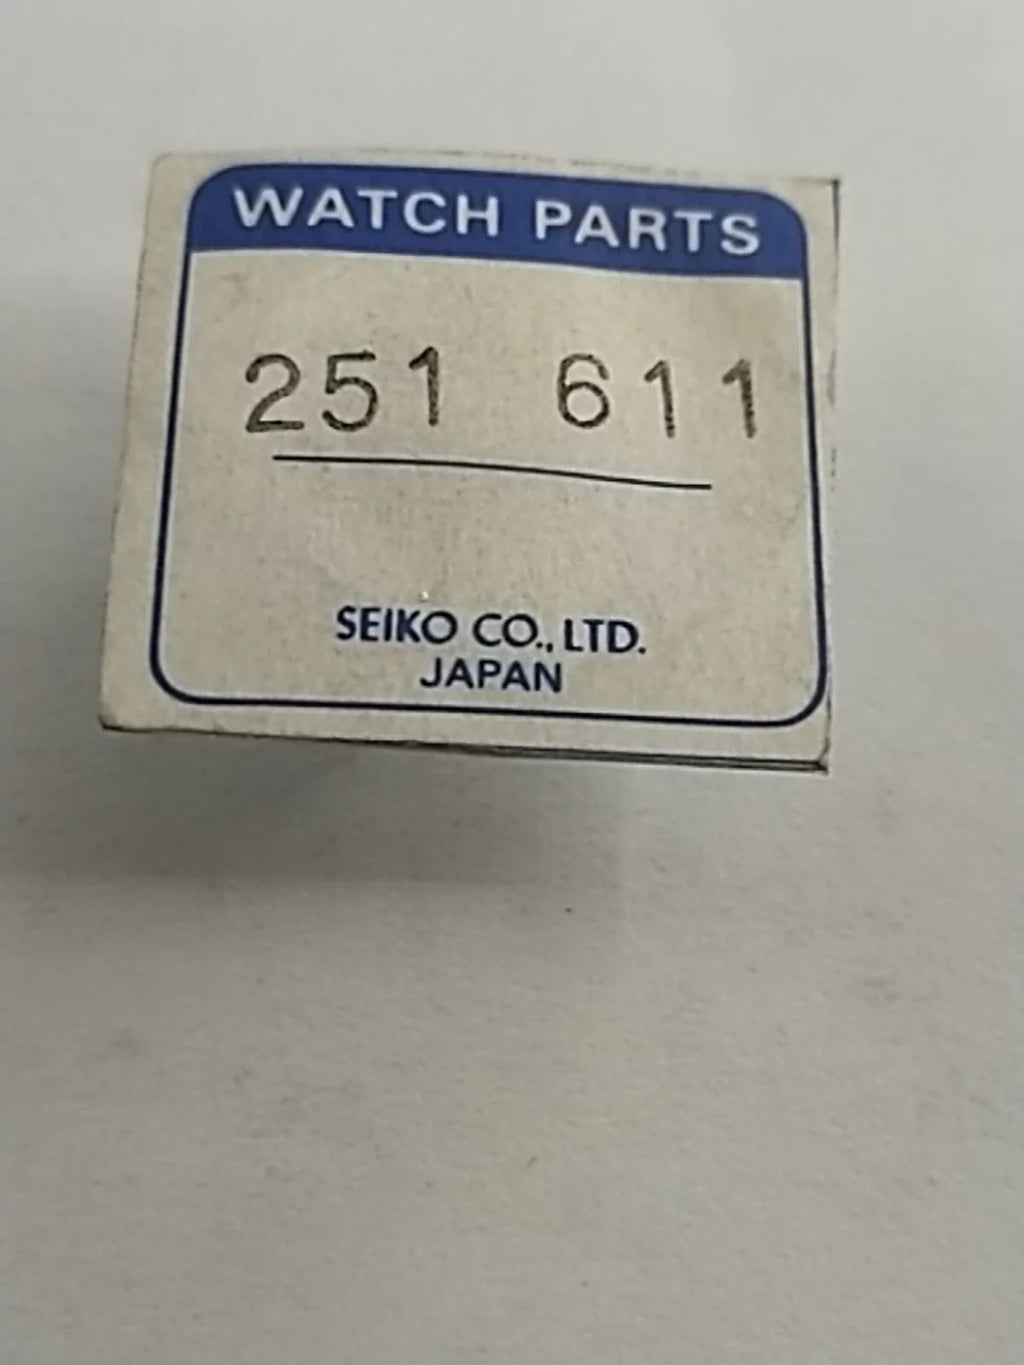 WATCH PARTS
251 611
SEIKO CO., LTD.
JAPAN